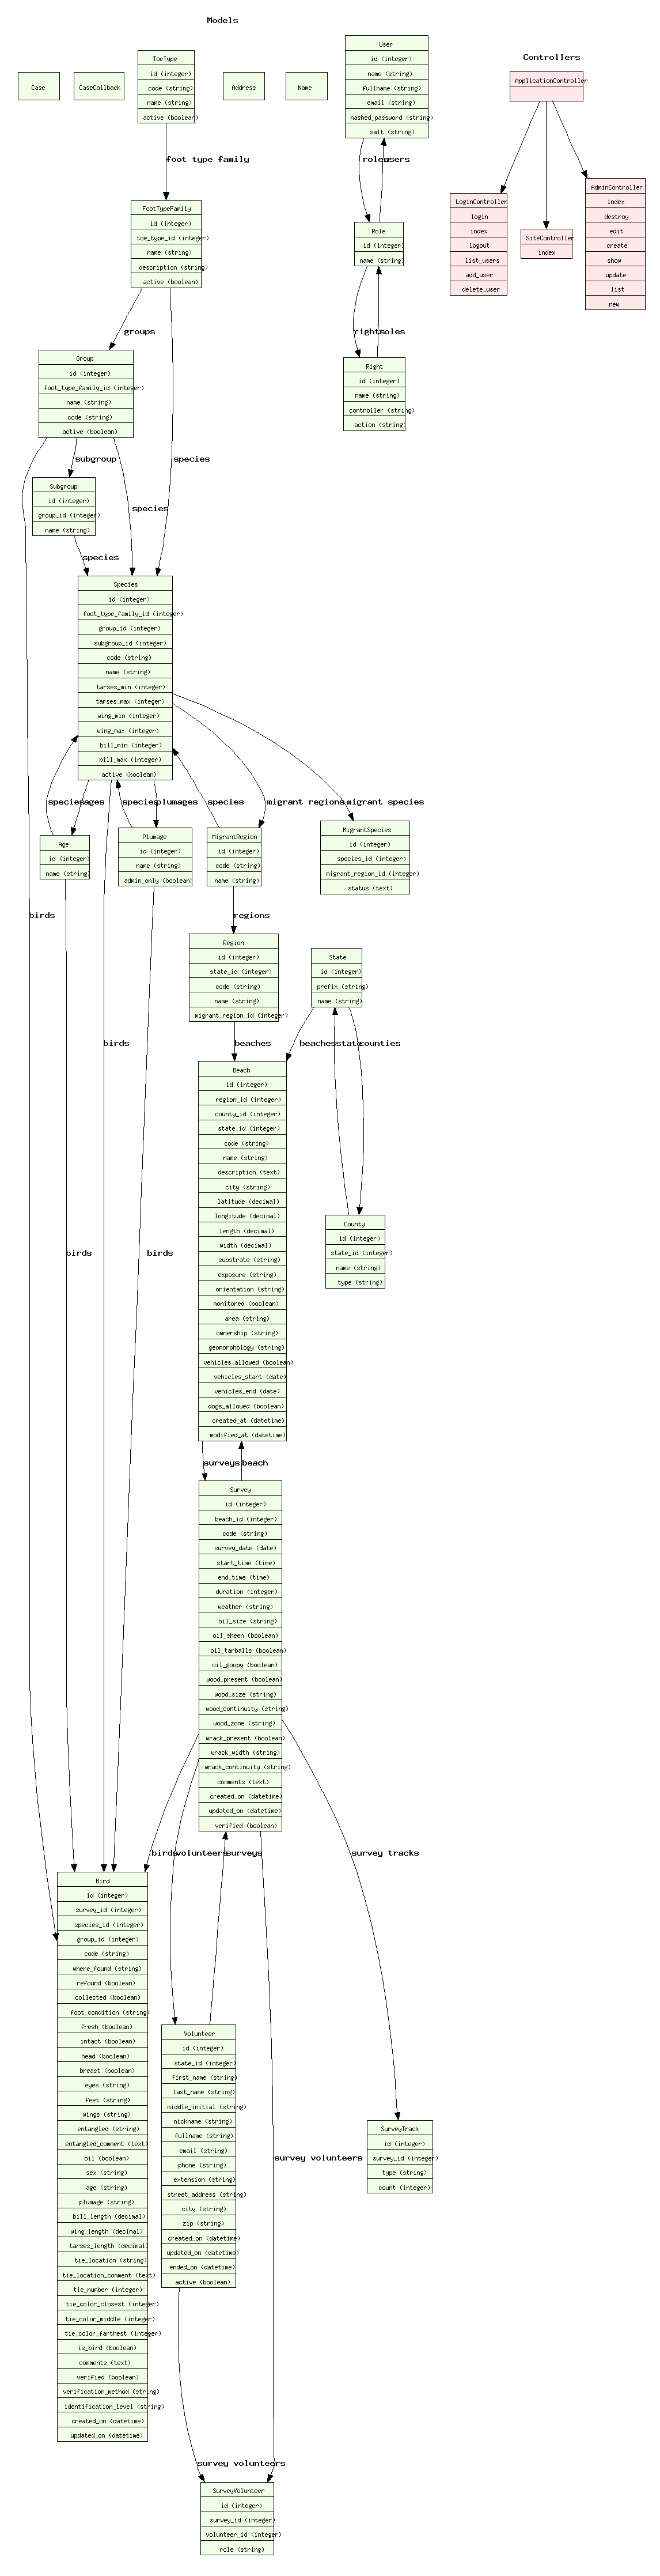 Models
Case
CaseCallback
ToeType
id (integer)
code (string)
name (string)
active (boolean)
Address
Name
User
id (integer)
name (string)
fullname (string)
email (string)
hashed_password (string)
salt (string)
Controllers
ApplicationController
foot type family
roles
users
FootTypeFamily
id (integer)
toe_type_id (integer)
name (string)
description (string)
active (boolean)
Role
id (integer)
name (string)
LoginController
login
index
logout
list_users
add_user
delete_user
SiteController
index
AdminController
index
destroy
edit
create
show
update
list
new
groups
rights
roles
Group
id (integer)
foot_type_family_id (integer)
name (string)
code (string)
active (boolean)
Right
id (integer)
name (string)
controller (string)
action (string)
subgroup
species
species
Subgroup
id (integer)
group_id (integer)
name (string)
species
Species
id (integer)
foot_type_family_id (integer)
group_id (integer)
subgroup_id (integer)
code (string)
name (string)
tarses_min (integer)
tarses_max (integer)
wing_min (integer)
wing_max (integer)
bill_min (integer)
bill_max (integer)
active (boolean)
species
ages
species
plumages
species
migrant regions
migrant species
Age
id (integer)
name (string)
Plumage
id (integer)
name (string)
admin_only (boolean)
MigrantRegion
id (integer)
code (string)
name (string)
MigrantSpecies
id (integer)
species_id (integer)
migrant_region_id (integer)
status (text)
birds
regions
Region
id (integer)
state_id (integer)
code (string)
name (string)
migrant_region_id (integer)
State
id (integer)
prefix (string)
name (string)
birds
beaches
beaches
state
counties
Beach
id (integer)
region_id (integer)
county_id (integer)
state_id (integer)
code (string)
name (string)
description (text)
city (string)
latitude (decimal)
longitude (decimal)
length (decimal)
width (decimal)
substrate (string)
exposure (string)
orientation (string)
monitored (boolean)
area (string)
ownership (string)
geomorphology (string)
vehicles_allowed (boolean)
vehicles_start (date)
vehicles_end (date)
dogs_allowed (boolean)
created_at (datetime)
modified_at (datetime)
County
id (integer)
state_id (integer)
name (string)
type (string)
birds
birds
surveys
beach
Survey
id (integer)
beach_id (integer)
code (string)
survey_date (date)
start_time (time)
end_time (time)
duration (integer)
weather (string)
oil_size (string)
oil_sheen (boolean)
oil_tarballs (boolean)
oil_goopy (boolean)
wood_present (boolean)
wood_size (string)
wood_continuity (string)
wood_zone (string)
wrack_present (boolean)
wrack_width (string)
wrack_continuity (string)
comments (text)
created_on (datetime)
updated_on (datetime)
verified (boolean)
birds
volunteers
surveys
survey tracks
Bird
id (integer)
survey_id (integer)
species_id (integer)
group_id (integer)
code (string)
where_found (string)
refound (boolean)
collected (boolean)
foot_condition (string)
fresh (boolean)
intact (boolean)
head (boolean)
breast (boolean)
eyes (string)
feet (string)
wings (string)
entangled (string)
entangled_comment (text)
oil (boolean)
sex (string)
age (string)
plumage (string)
bill_length (decimal)
wing_length (decimal)
tarses_length (decimal)
tie_location (string)
tie_location_comment (text)
tie_number (integer)
tie_color_closest (integer)
tie_color_middle (integer)
tie_color_farthest (integer)
is_bird (boolean)
comments (text)
verified (boolean)
verification_method (string)
identification_level (string)
created_on (datetime)
updated_on (datetime)
Volunteer
id (integer)
state_id (integer)
first_name (string)
last_name (string)
middle_initial (string)
nickname (string)
fullname (string)
email (string)
phone (string)
extension (string)
street_address (string)
city (string)
zip (string)
created_on (datetime)
updated_on (datetime)
ended_on (datetime)
active (boolean)
SurveyTrack
id (integer)
survey_id (integer)
type (string)
count (integer)
survey volunteers
survey volunteers
SurveyVolunteer
id (integer)
survey_id (integer)
volunteer_id (integer)
role (string)